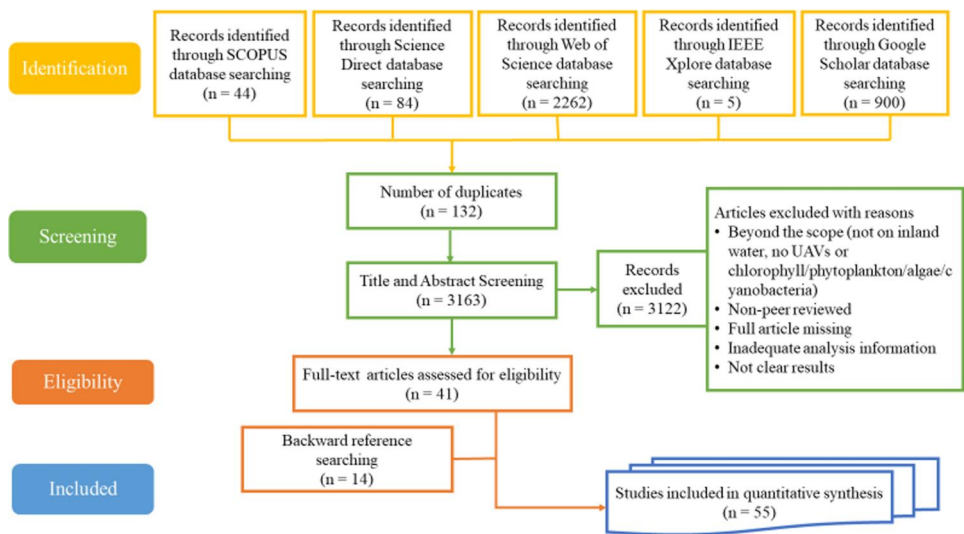 Identification
Records identified
through SCOPUS
database searching
(n = 44)
Records identified
through Science
Direct database
searching
(n = 84)
Records identified
through Web of
Science database
searching
(n = 2262)
Records identified
through IEEE
Xplore database
searching
(n = 5)
Records identified
through Google
Scholar database
searching
(n = 900)
Screening
Number of duplicates
(n = 132)
Title and Abstract Screening
(n = 3163)
Records
excluded
(n = 3122)
Articles excluded with reasons
• Beyond the scope (not on inland
water, no UAVs or
chlorophyll/phytoplankton/algae/c
yanobacteria)
• Non-peer reviewed
• Full article missing
• Inadequate analysis information
• Not clear results
Eligibility
Full-text articles assessed for eligibility
(n = 41)
Backward reference
searching
(n = 14)
Included
Studies included in quantitative synthesis
(n = 55)